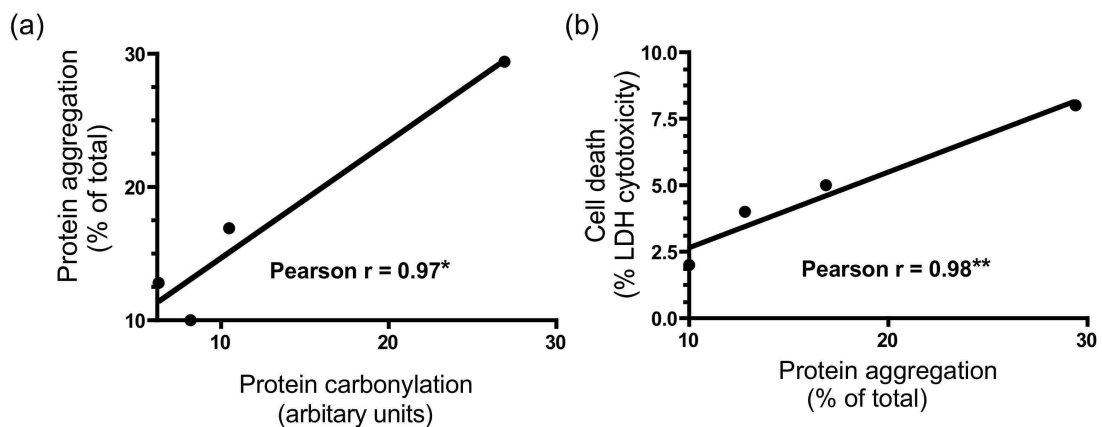 (a)
Protein aggregation
(% of total)
30
20
10
Pearson r = 0.97*
10
20
30
Protein carbonylation
(arbitary units)
(b)
Cell death
(% LDH cytotoxicity)
10.0
7.5
5.0
2.5
0.0
Pearson r = 0.98**
10
20
30
Protein aggregation
(% of total)